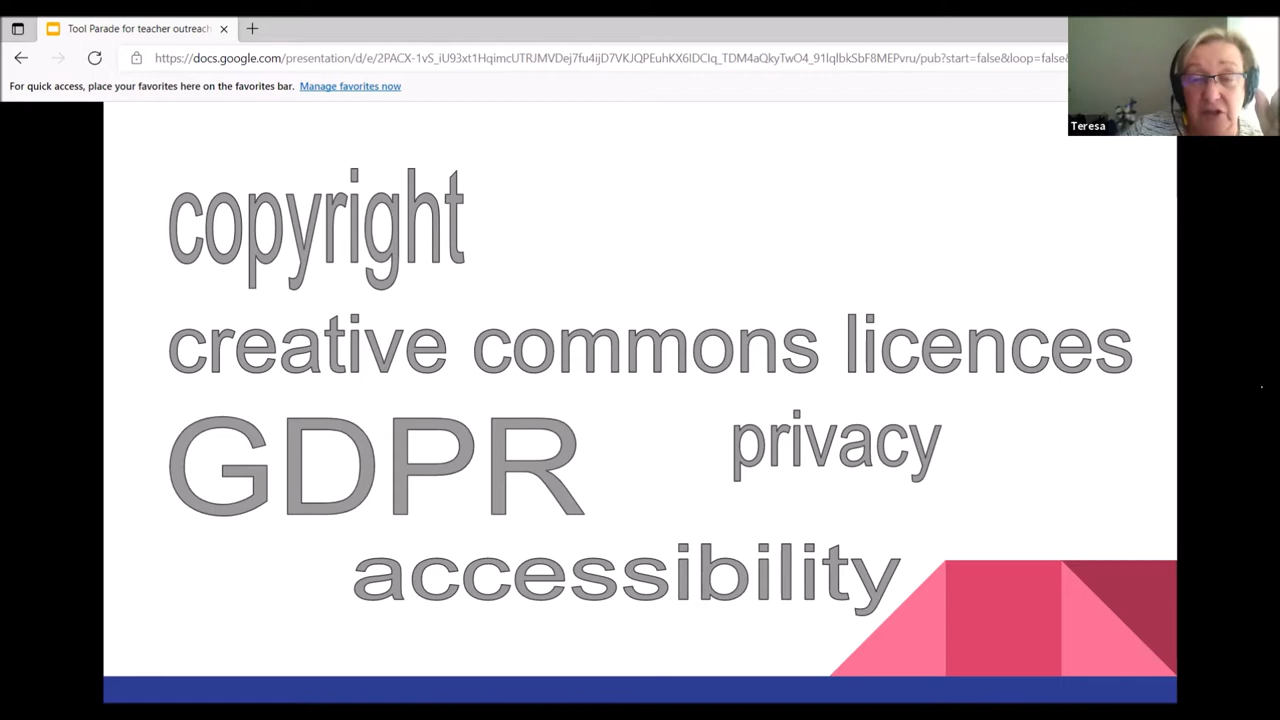 Tool Parade for teacher outreach
https://docs.google.com/presentation/d/e/2PACX-1vS_iU93xt1HqimcUTRJMVDej7fu4ijD7VKJQPEuhKX6IDCIq_TDM4aQkyTwO4_91lqlbkSbF8MEPvru/pub?start=false&loop=false&
For quick access, place your favorites here on the favorites bar. Manage favorites now
Teresa
copyright
creative commons licences
GDPR privacy
accessibility